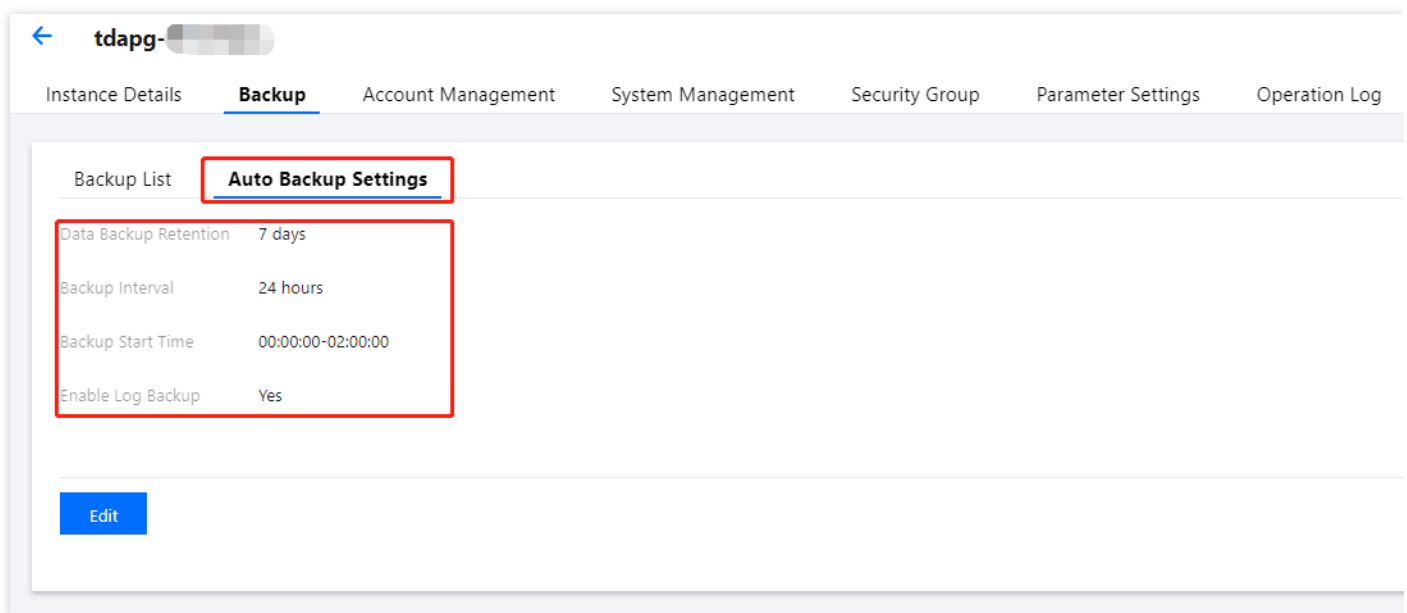 tdapg-
Instance Details Backup Account Management System Management Security Group Parameter Settings Operation Log
Backup List Auto Backup Settings
Data Backup Retention 7 days
Backup Interval 24 hours
Backup Start Time 00:00:00-02:00:00
Enable Log Backup Yes
Edit